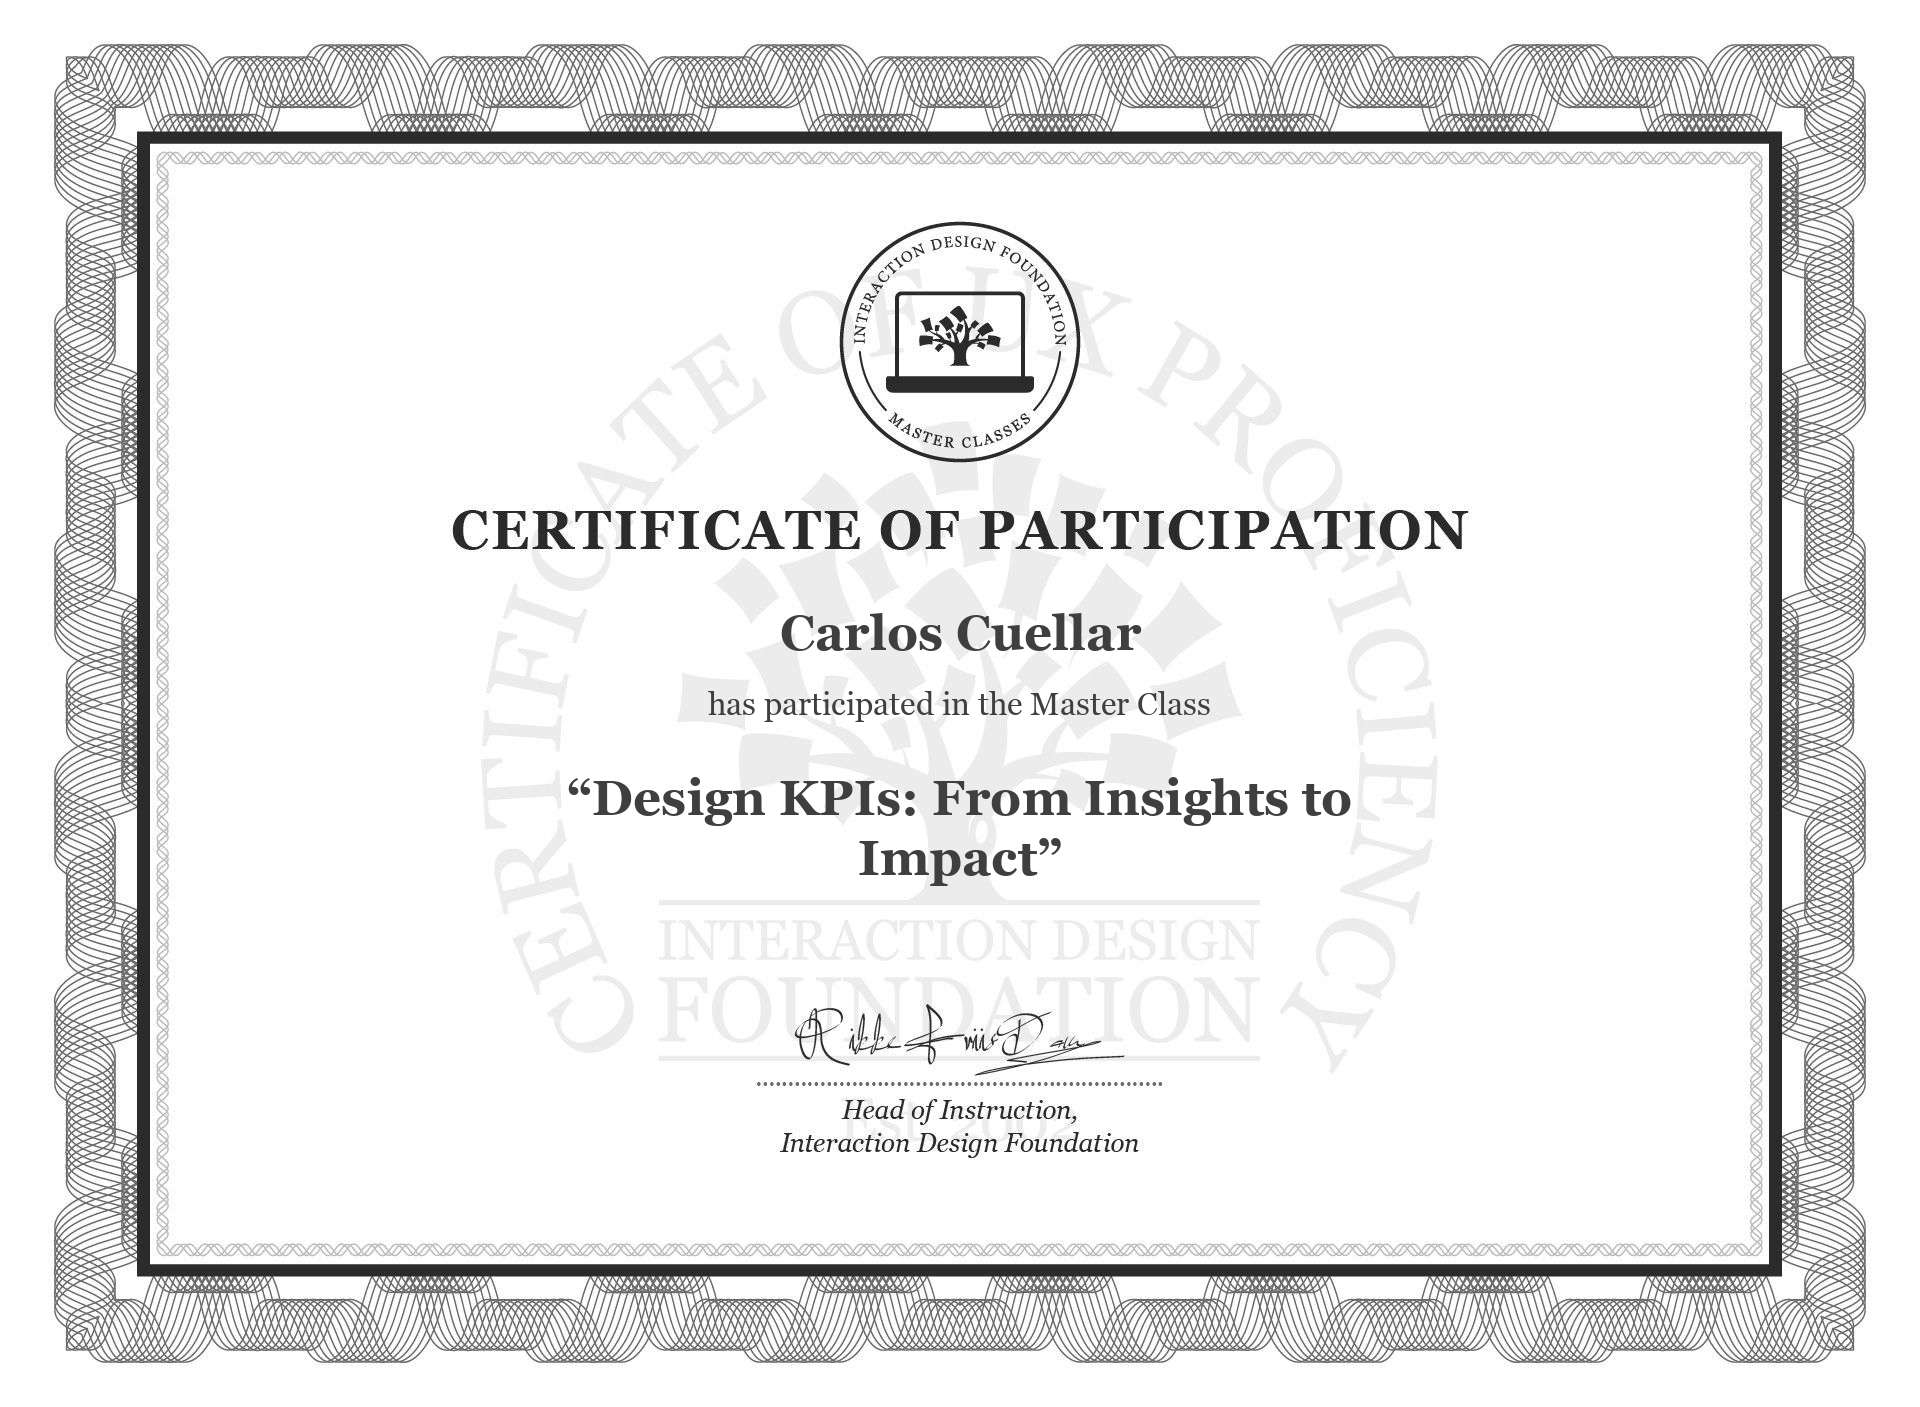 INTERACTION DESIGN FOUNDATION
MASTER CLASSES
CERTIFICATE OF UX PROFICIENCY
CERTIFICATE OF PARTICIPATION
Carlos Cuellar
has participated in the Master Class
“Design KPIs: From Insights to
Impact”
INTERACTION DESIGN
FOUNDATION
Rikke Friis Dam
Est. 2002
Head of Instruction,
Interaction Design Foundation